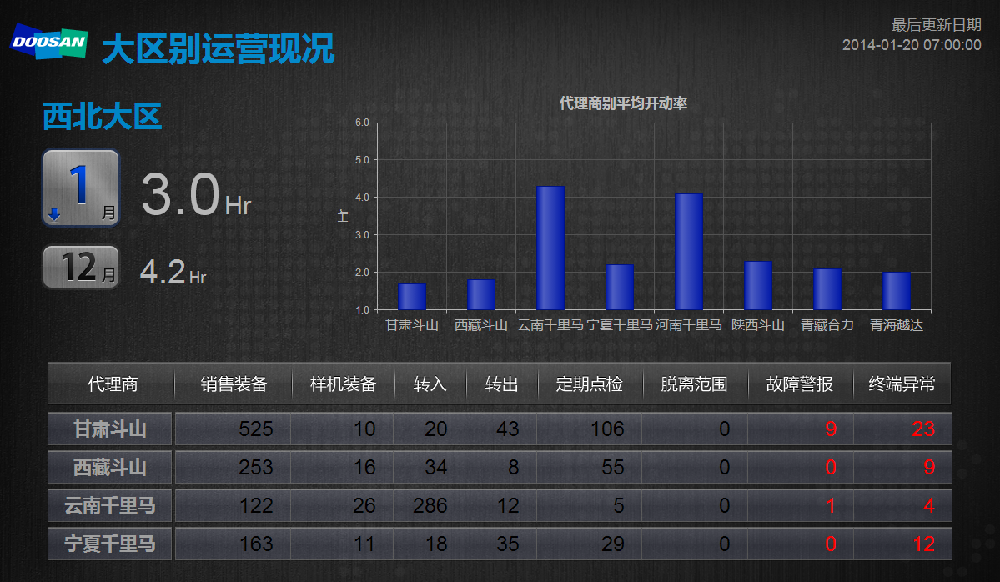 DOOSAN 大区别运营现况
最后更新日期
2014-01-20 07:00:00
西北大区
1月
3.0 Hr
12月
4.2 Hr
代理商别平均开动率
6.0
5.0
4.0
3.0
2.0
1.0
甘肃斗山 西藏斗山 云南千里马 宁夏千里马 河南千里马 陕西斗山 青藏合力 青海越达
代理商 销售装备 样机装备 转入 转出 定期点检 脱离范围 故障警报 终端异常
甘肃斗山 525 10 20 43 106 0 9 23
西藏斗山 253 16 34 8 55 0 0 9
云南千里马 122 26 286 12 5 0 1 4
宁夏千里马 163 11 18 35 29 0 0 12